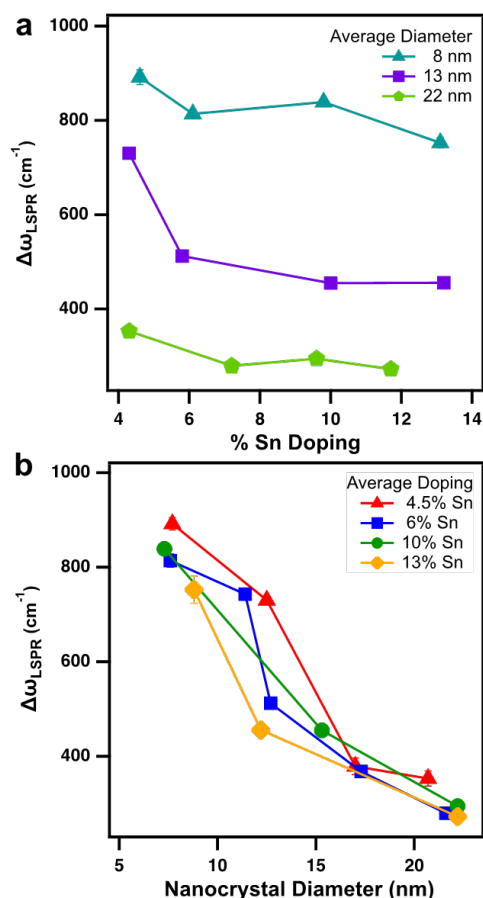 a
1000
800
600
400
ΔωLSPR (cm-1)
Average Diameter
8 nm
13 nm
22 nm
4
6
8
10
12
14
% Sn Doping
b
1000
800
600
400
ΔωLSPR (cm-1)
Average Doping
4.5% Sn
6% Sn
10% Sn
13% Sn
5
10
15
20
Nanocrystal Diameter (nm)